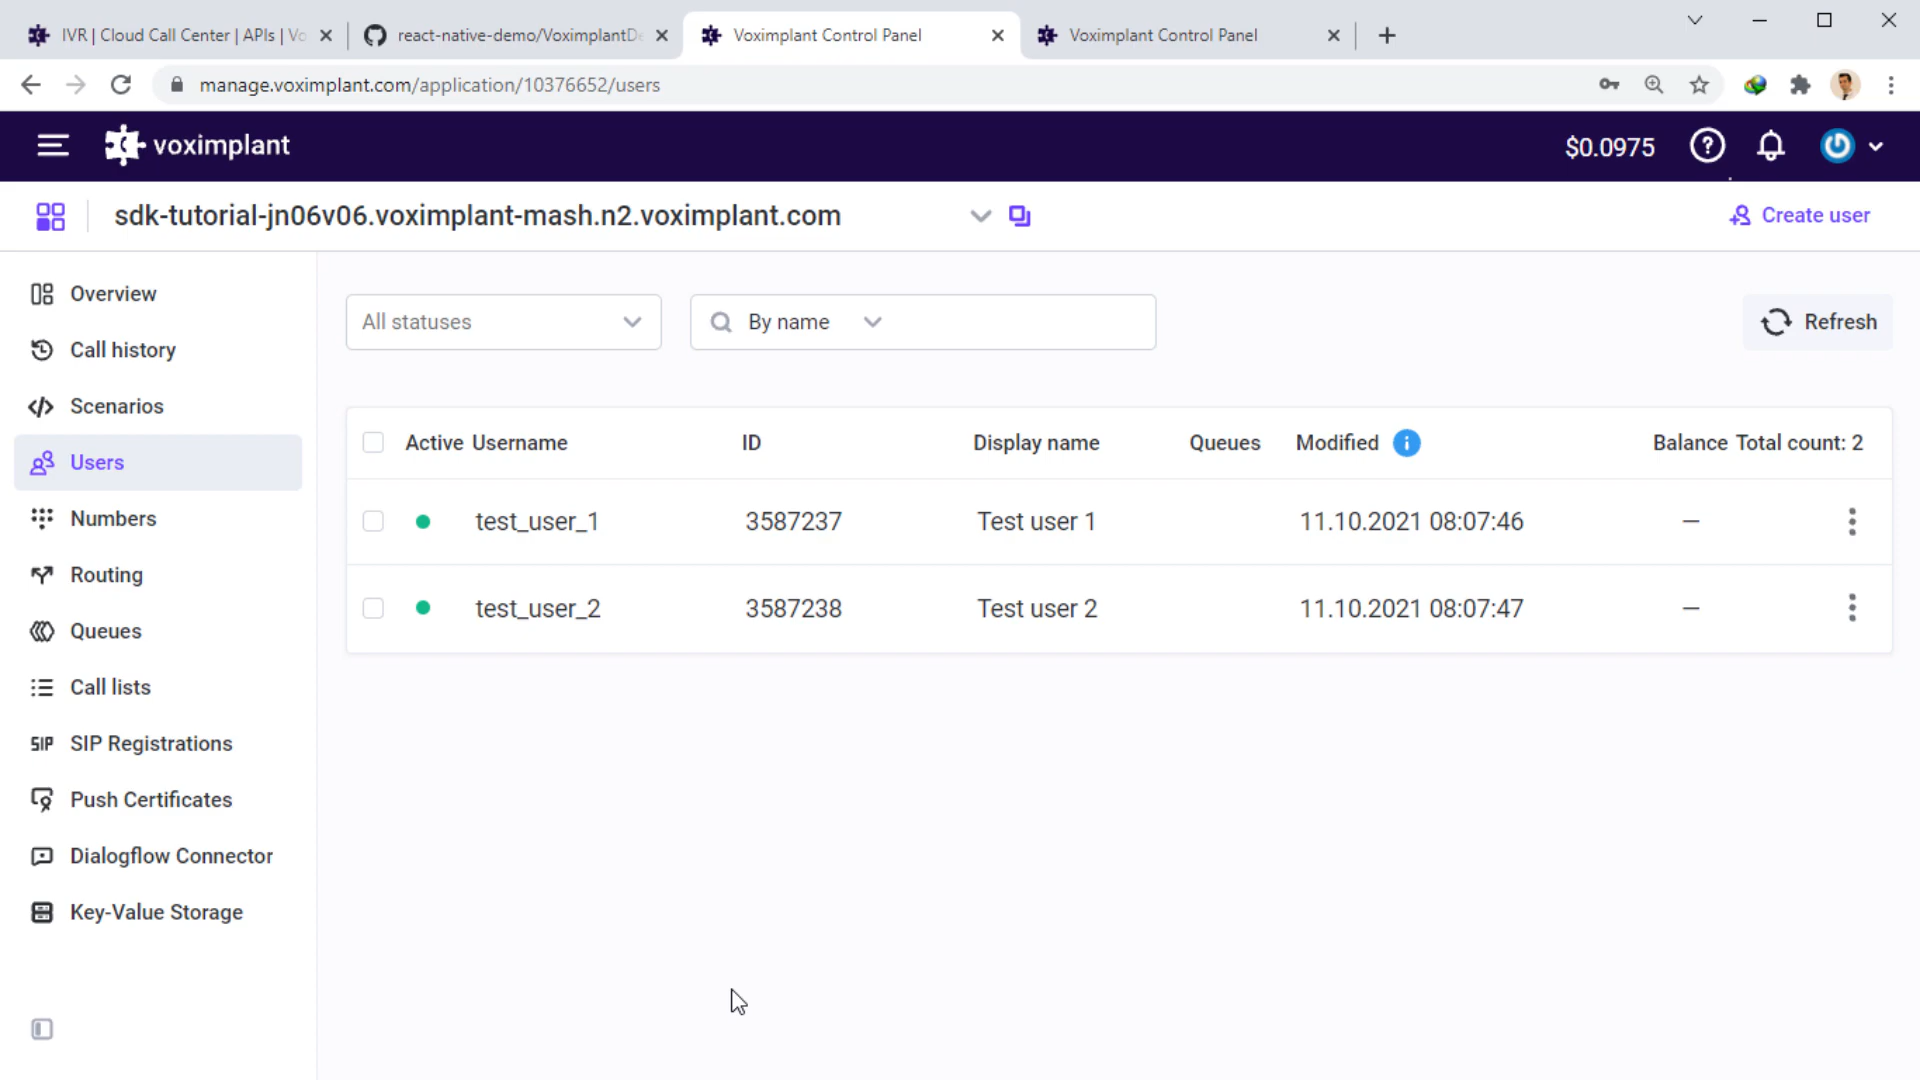 IVR | Cloud Call Center | APIs | Vo
react-native-demo/VoximplantDe
Voximplant Control Panel
Voximplant Control Panel
manage.voximplant.com/application/10376652/users
voximplant
$0.0975
sdk-tutorial-jn06v06.voximplant-mash.n2.voximplant.com
Create user
Overview
Call history
Scenarios
Users
Numbers
Routing
Queues
Call lists
SIP SIP Registrations
Push Certificates
Dialogflow Connector
Key-Value Storage
All statuses
By name
Refresh
Active Username ID Display name Queues Modified Balance Total count: 2
test_user_1 3587237 Test user 1 11.10.2021 08:07:46 –
test_user_2 3587238 Test user 2 11.10.2021 08:07:47 –